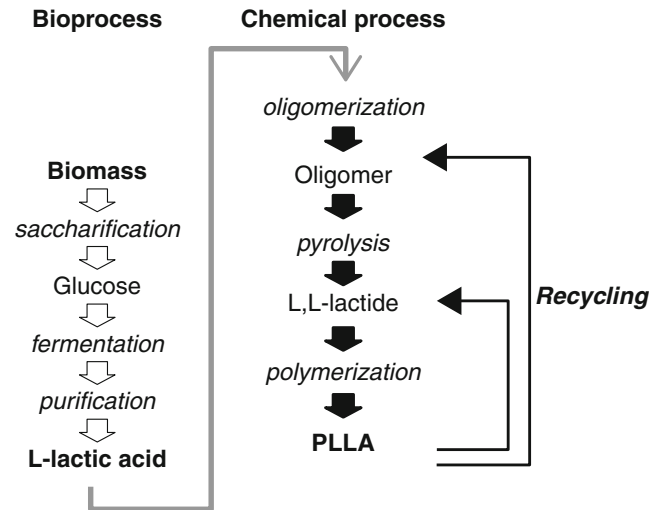 Bioprocess
Chemical process
Biomass
saccharification
Glucose
fermentation
purification
L-lactic acid
oligomerization
Oligomer
pyrolysis
L,L-lactide
polymerization
PLLA
Recycling